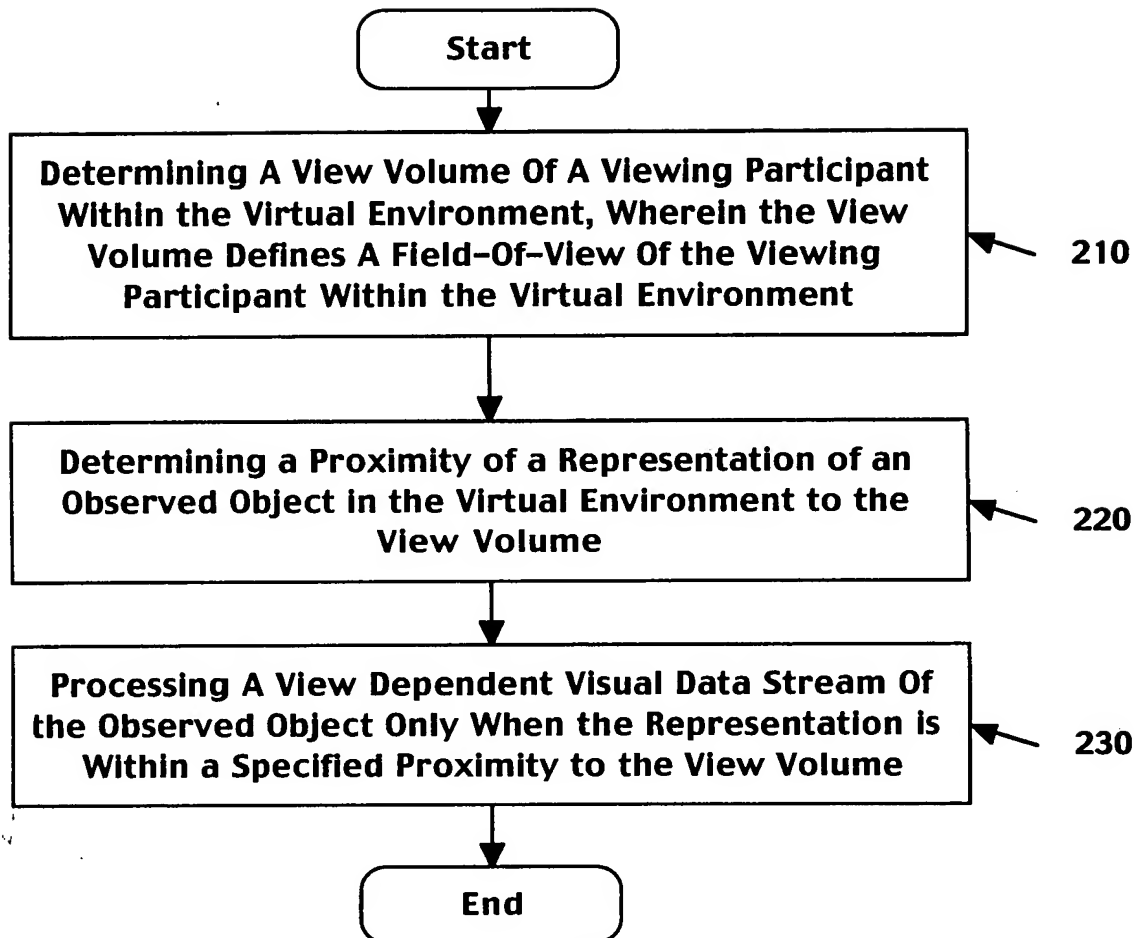 Start
Determining A View Volume Of A Viewing Participant
Within the Virtual Environment, Wherein the View
Volume Defines A Field-Of-View Of the Viewing
Participant Within the Virtual Environment
210
Determining a Proximity of a Representation of an
Observed Object in the Virtual Environment to the
View Volume
220
Processing A View Dependent Visual Data Stream Of
the Observed Object Only When the Representation is
Within a Specified Proximity to the View Volume
230
End